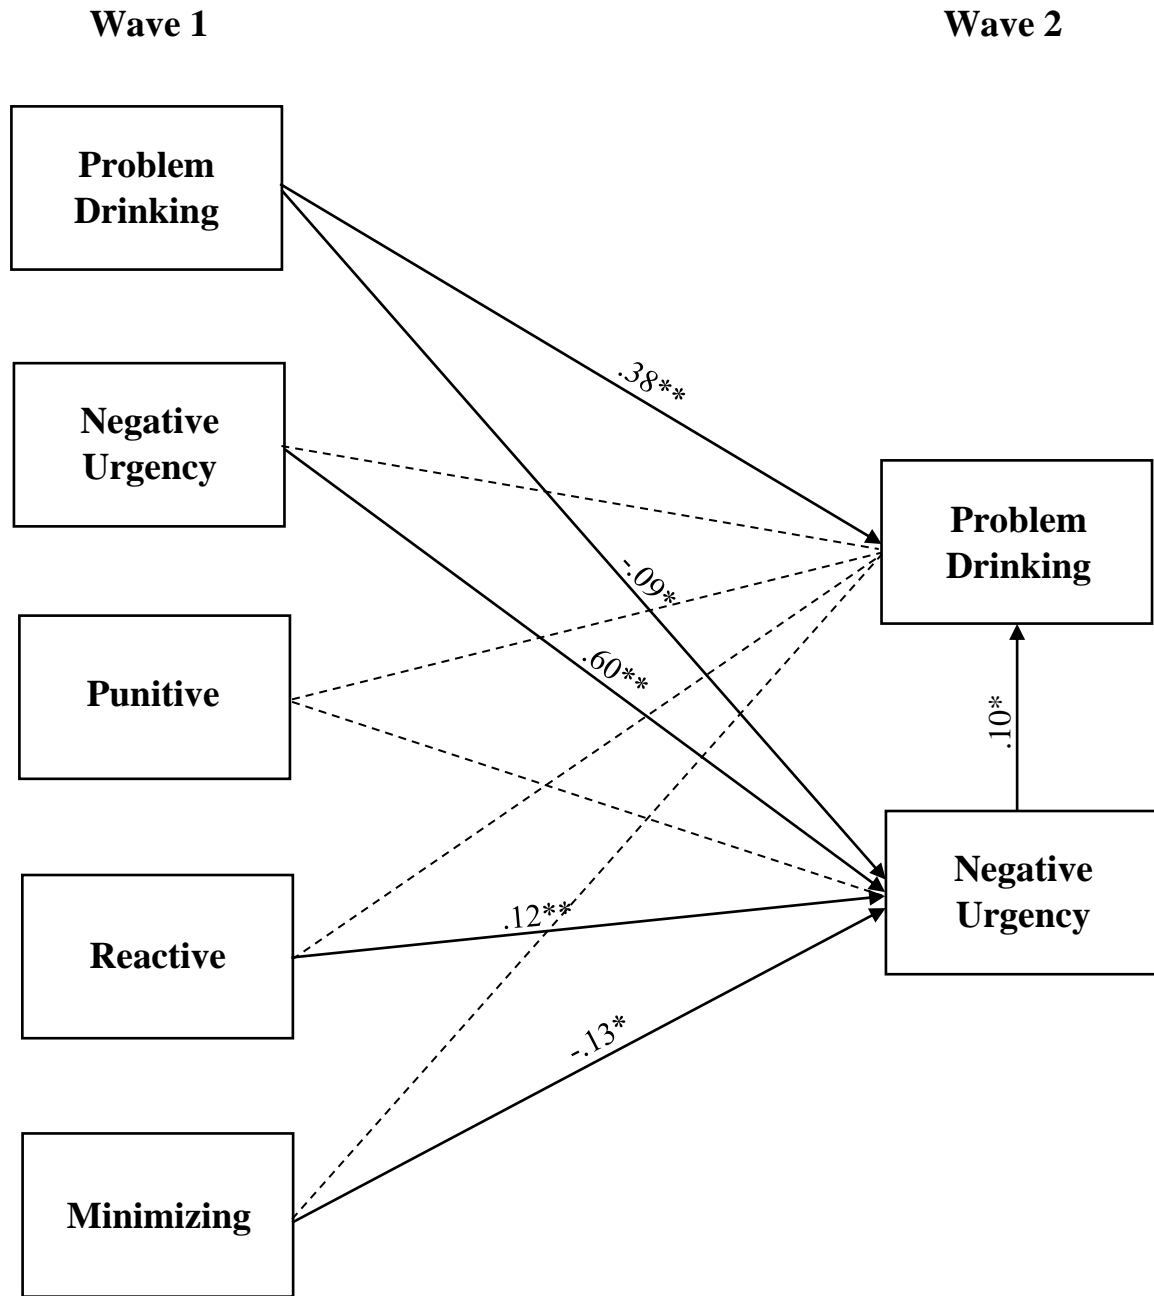 Wave 1
Wave 2
Problem
Drinking
.38**
Negative
Urgency
Problem
Drinking
-.09*
.60**
Punitive
.10*
Negative
Urgency
Reactive
.12**
-.13*
Minimizing